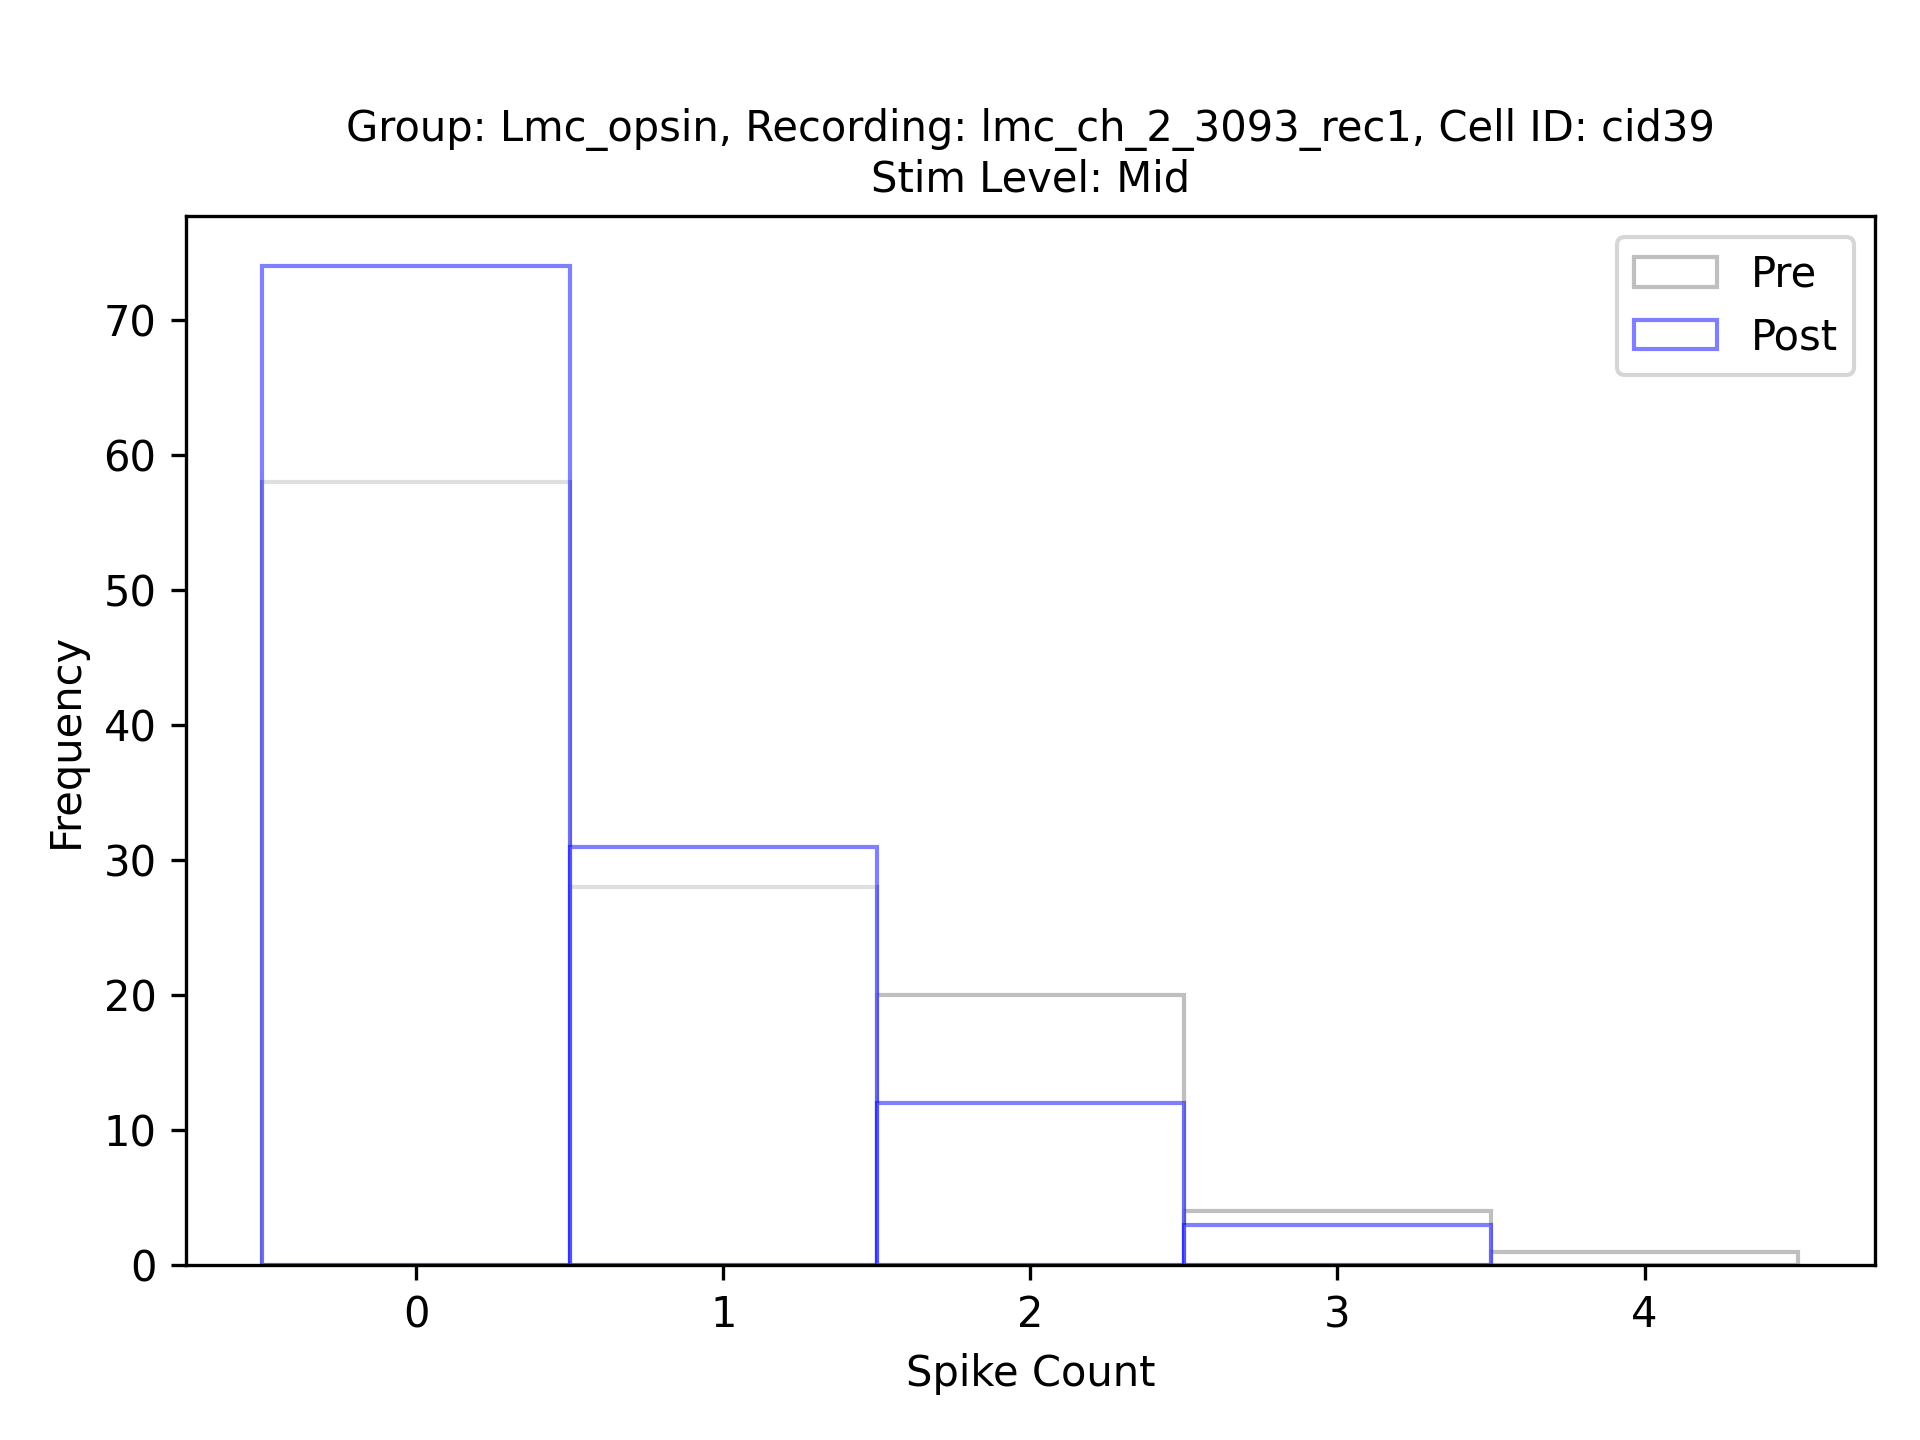 Group: Lmc_opsin, Recording: lmc_ch_2_3093_rec1, Cell ID: cid39
Stim Level: Mid
Pre
Post
70
60
50
40
30
20
10
0
Frequency
0 1 2 3 4
Spike Count